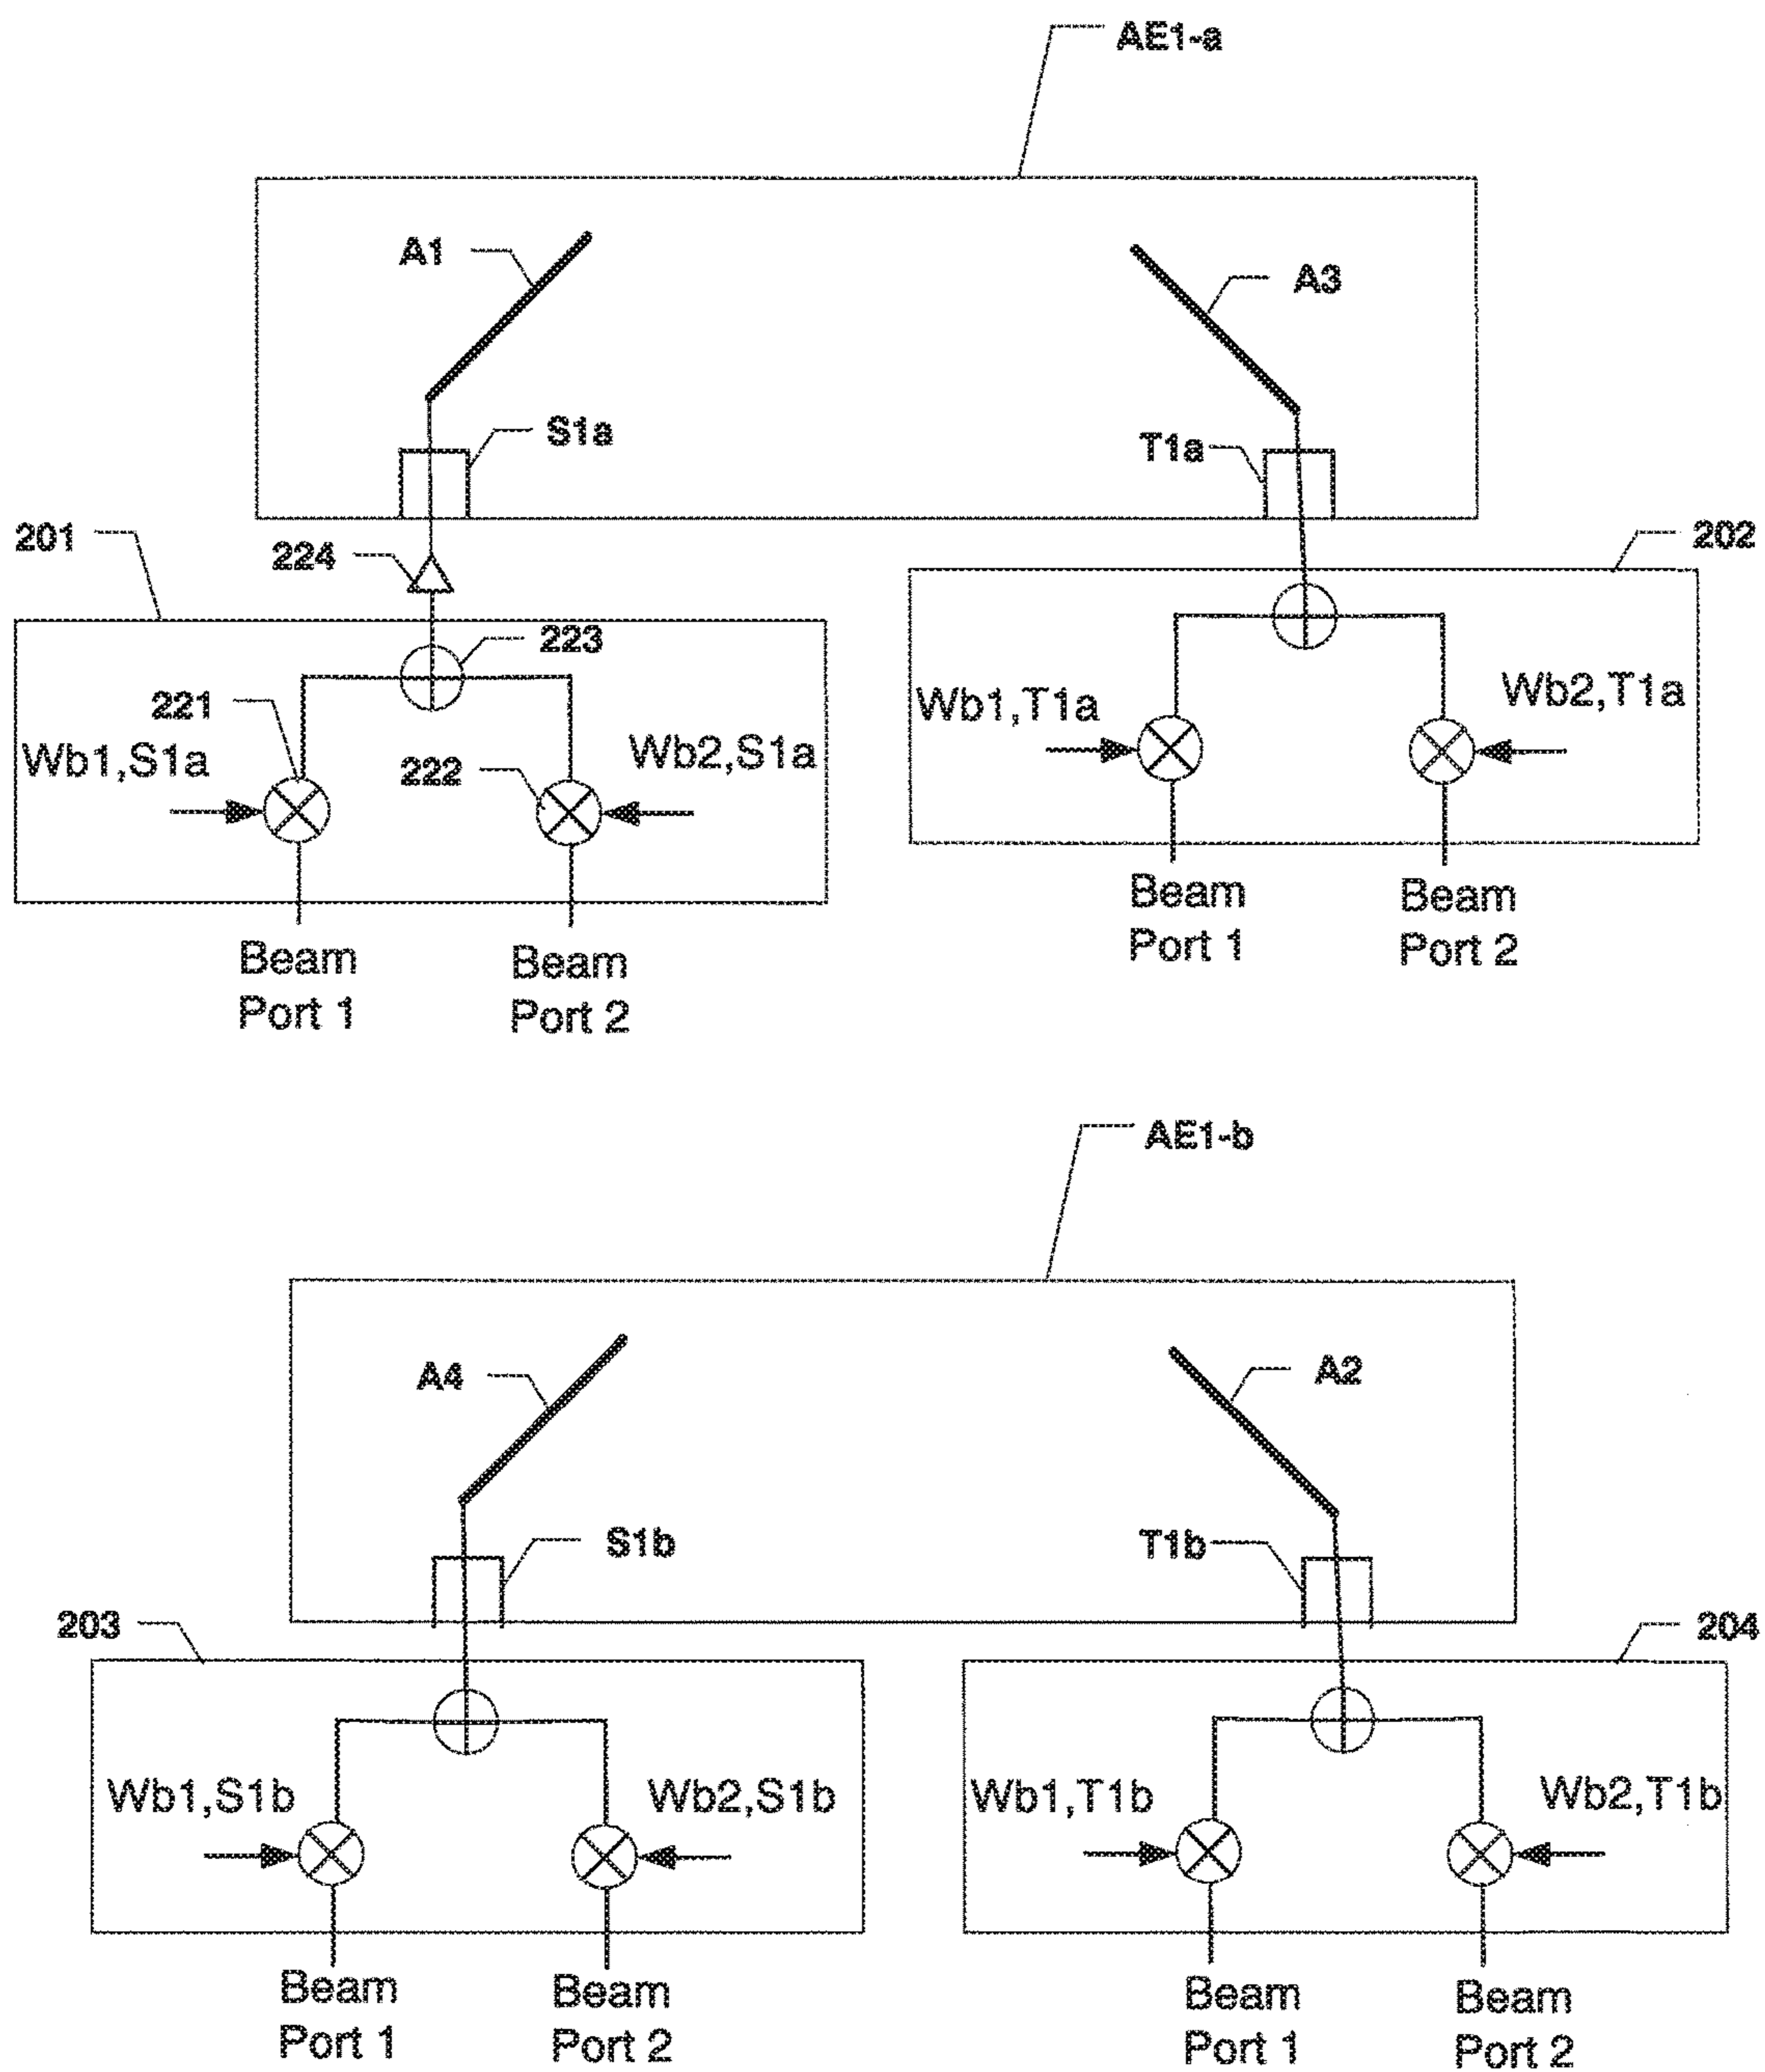 AE1-a
A1
A3
S1a
T1a
201
224
202
223
221
Wb1,S1a
222
Wb2,S1a
Wb1,T1a
Wb2,T1a
Beam
Port 1
Beam
Port 2
Beam
Port 1
Beam
Port 2
AE1-b
A4
A2
S1b
T1b
203
204
Wb1,S1b
Wb2,S1b
Wb1,T1b
Wb2,T1b
Beam
Port 1
Beam
Port 2
Beam
Port 1
Beam
Port 2